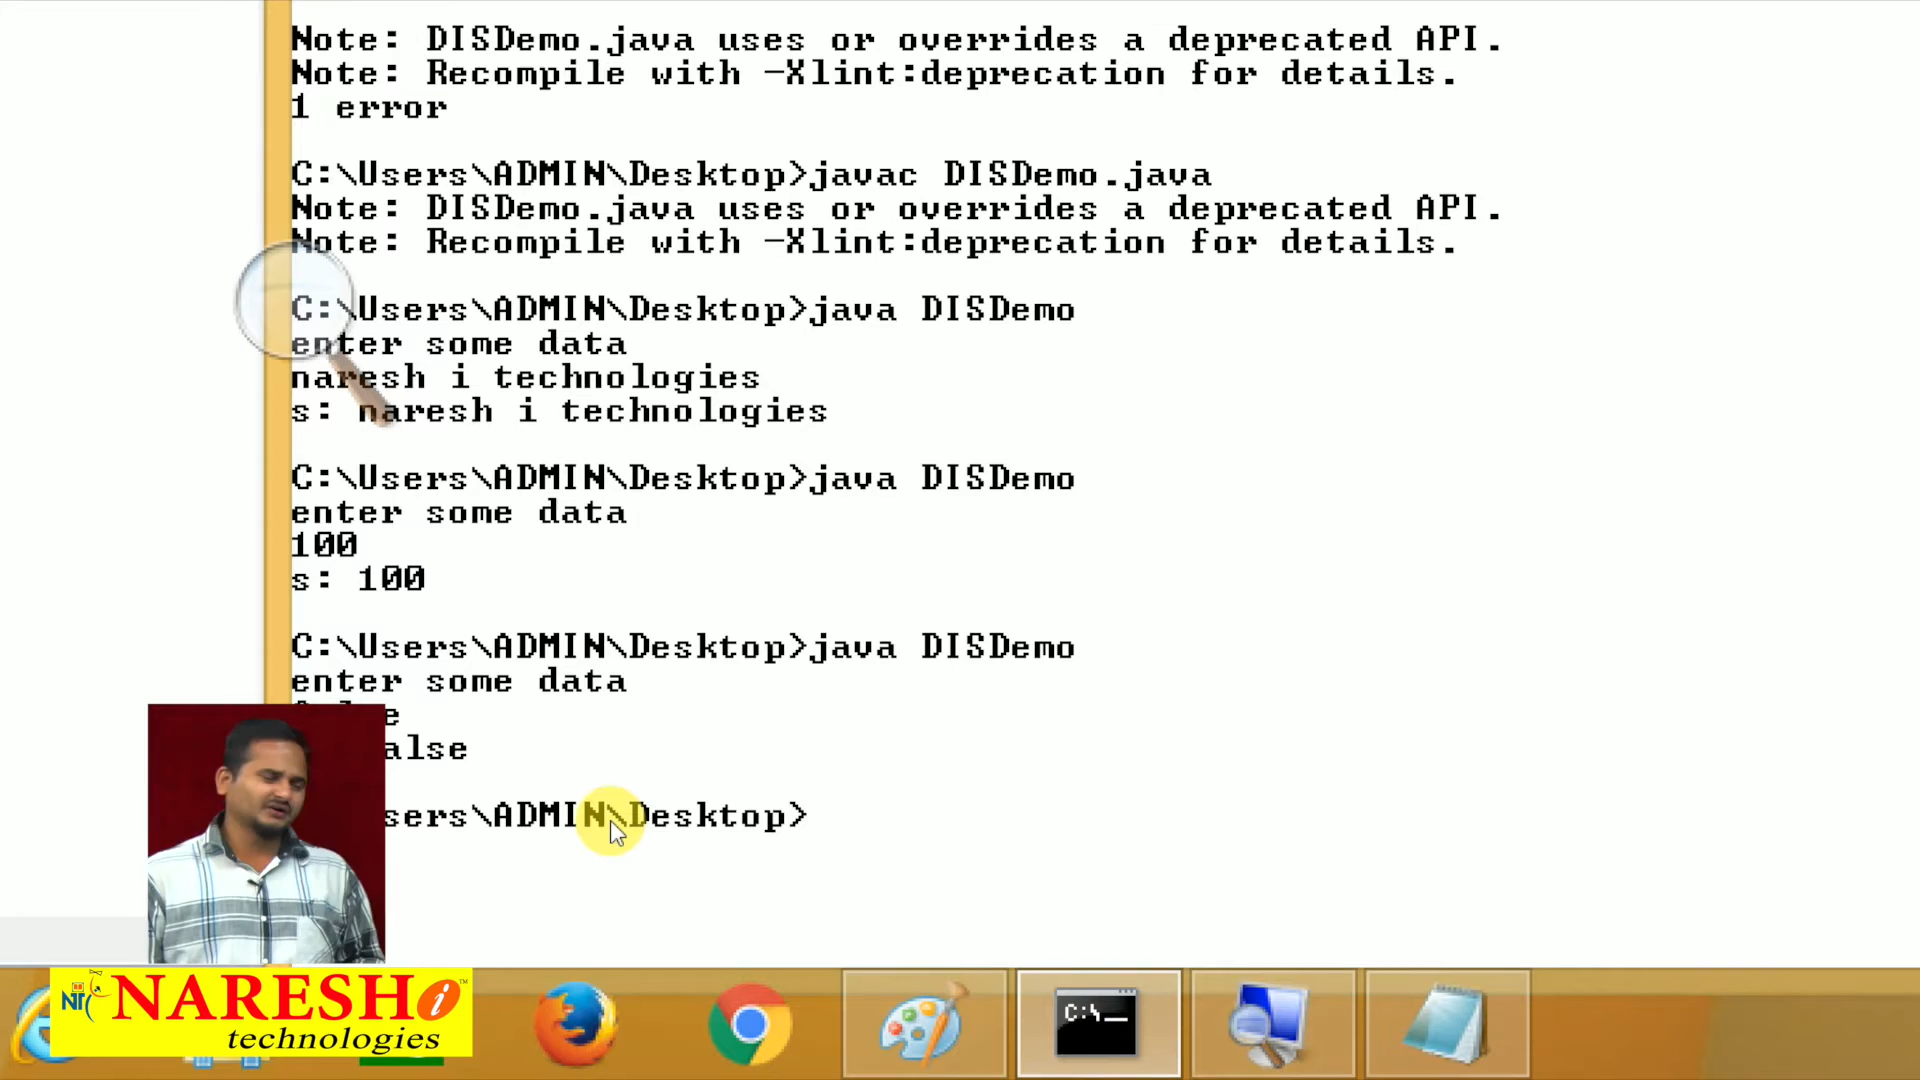 Note: DISDemo.java uses or overrides a deprecated API.
Note: Recompile with -Xlint:deprecation for details.
1 error
C:\Users\ADMIN\Desktop>javac DISDemo.java
Note: DISDemo.java uses or overrides a deprecated API.
Note: Recompile with -Xlint:deprecation for details.
C:\Users\ADMIN\Desktop>java DISDemo
enter some data
naresh i technologies
s: naresh i technologies
C:\Users\ADMIN\Desktop>java DISDemo
enter some data
100
s: 100
C:\Users\ADMIN\Desktop>java DISDemo
enter some data
alse
sers\ADMIN\Desktop>
C:\
NARESH i
technologies